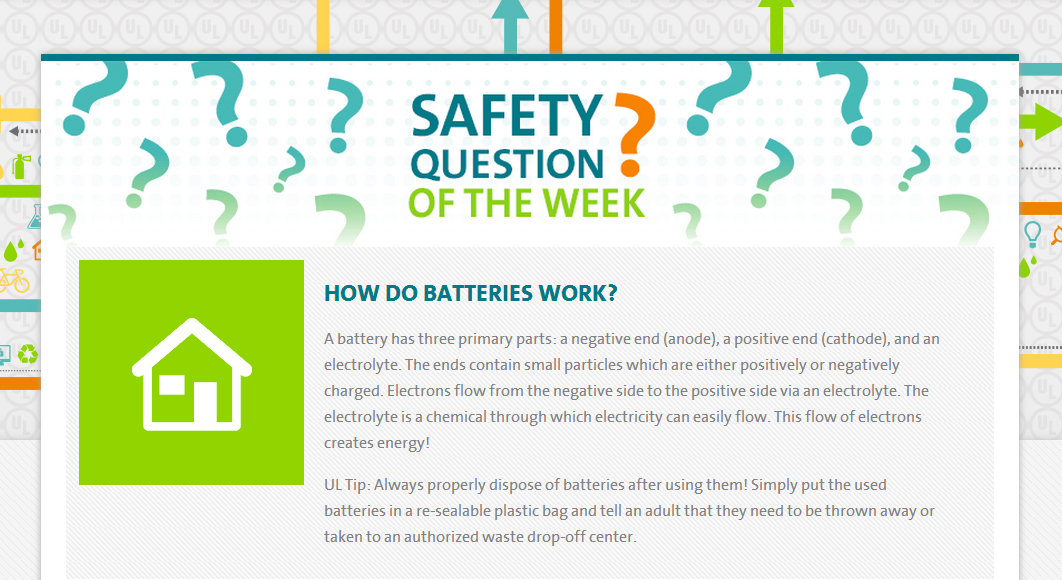 SAFETY
QUESTION
OF THE WEEK
?
HOW DO BATTERIES WORK?
A battery has three primary parts: a negative end (anode), a positive end (cathode), and an
electrolyte. The ends contain small particles which are either positively or negatively
charged. Electrons flow from the negative side to the positive side via an electrolyte. The
electrolyte is a chemical through which electricity can easily flow. This flow of electrons
creates energy!
UL Tip: Always properly dispose of batteries after using them! Simply put the used
batteries in a re-sealable plastic bag and tell an adult that they need to be thrown away or
taken to an authorized waste drop-off center.